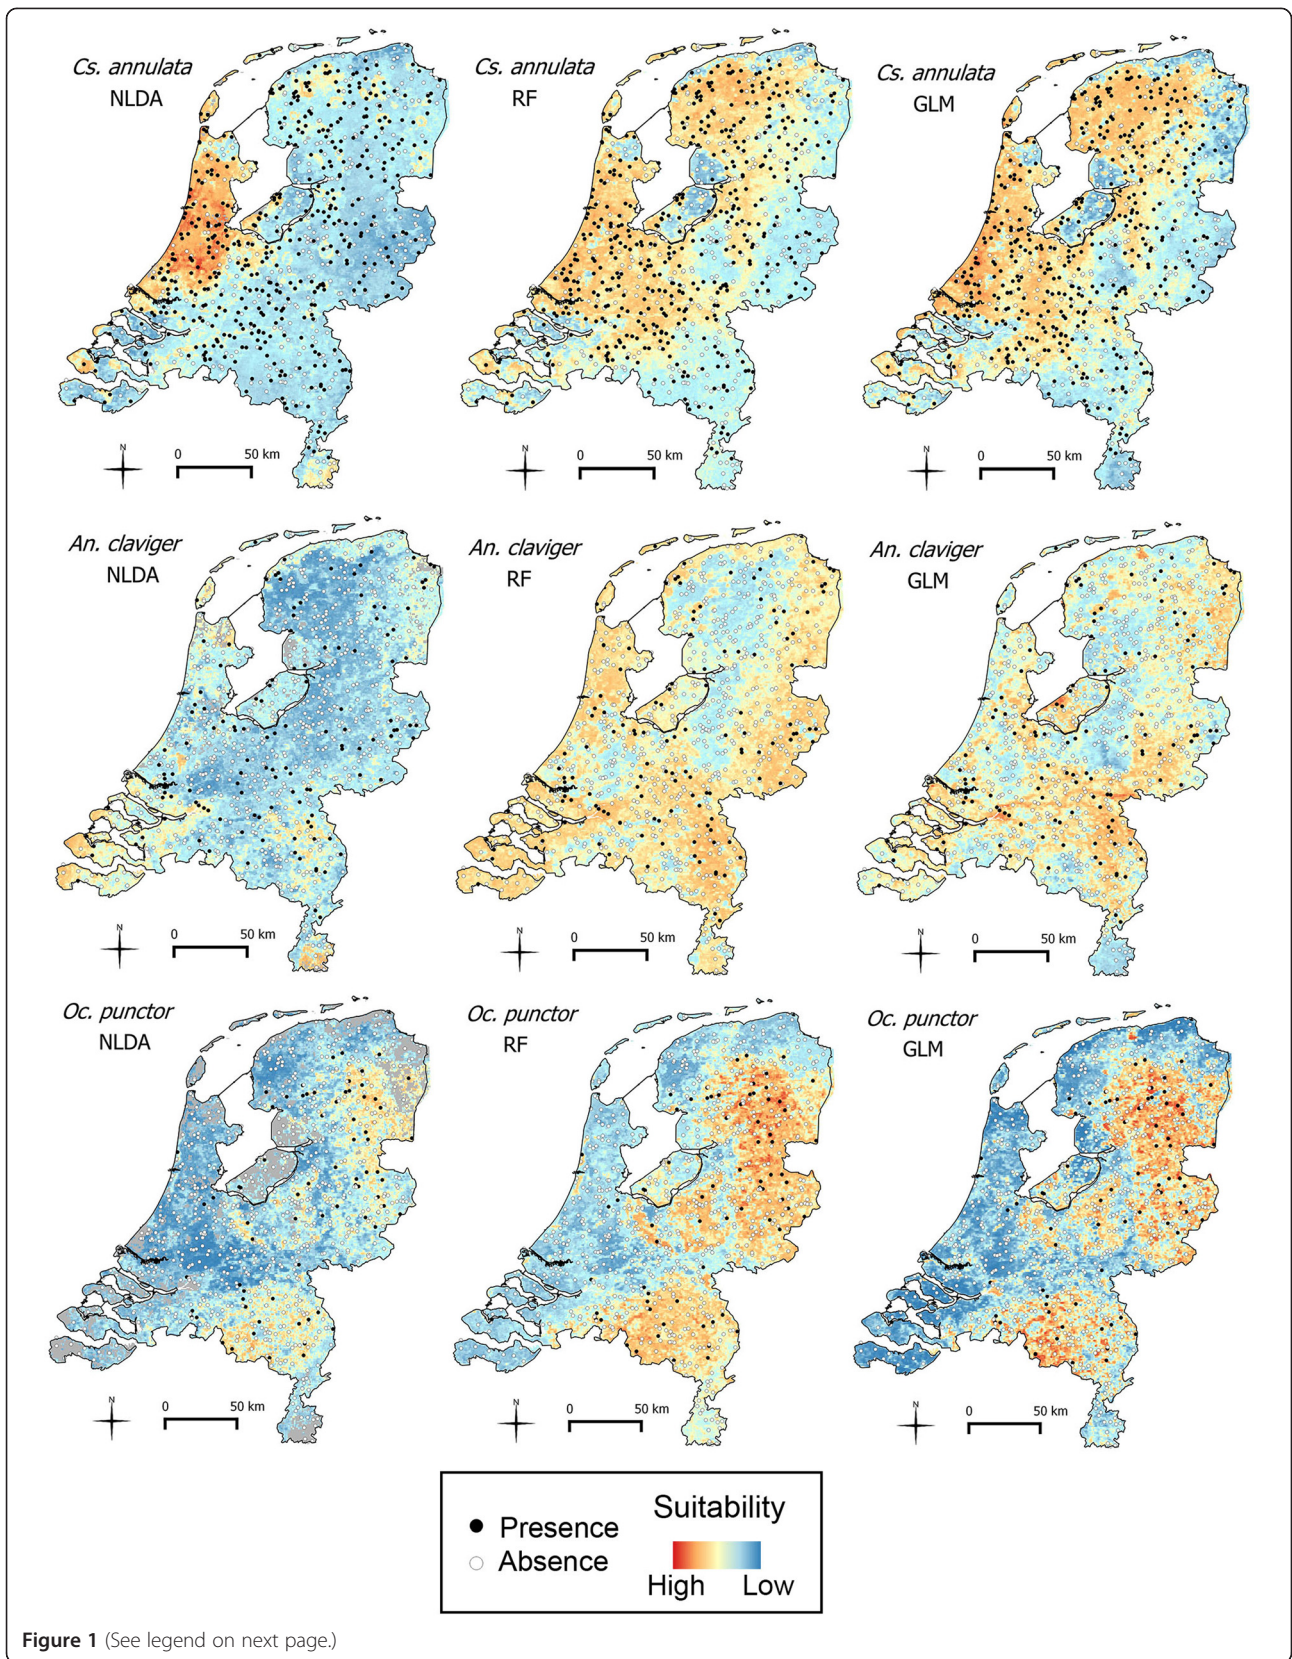 Cs. annulata
NLDA
N
0 50 km
Cs. annulata
RF
N
0 50 km
Cs. annulata
GLM
N
0 50 km
An. claviger
NLDA
N
0 50 km
An. claviger
RF
N
0 50 km
An. claviger
GLM
N
0 50 km
Oc. punctor
NLDA
N
0 50 km
Oc. punctor
RF
N
0 50 km
Oc. punctor
GLM
N
0 50 km
Presence
Absence
Suitability
High Low
Figure 1 (See legend on next page.)